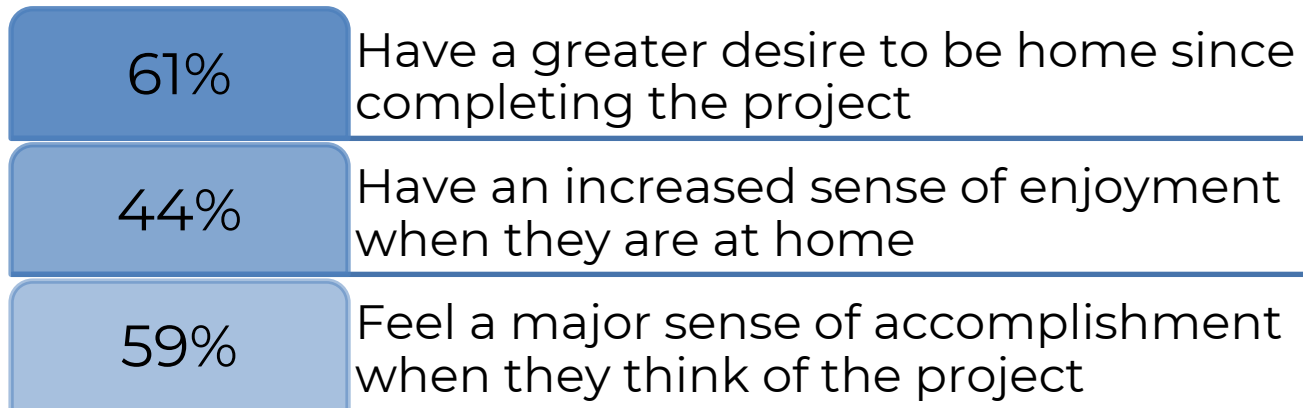 61%
Have a greater desire to be home since
completing the project
44%
Have an increased sense of enjoyment
when they are at home
59%
Feel a major sense of accomplishment
when they think of the project